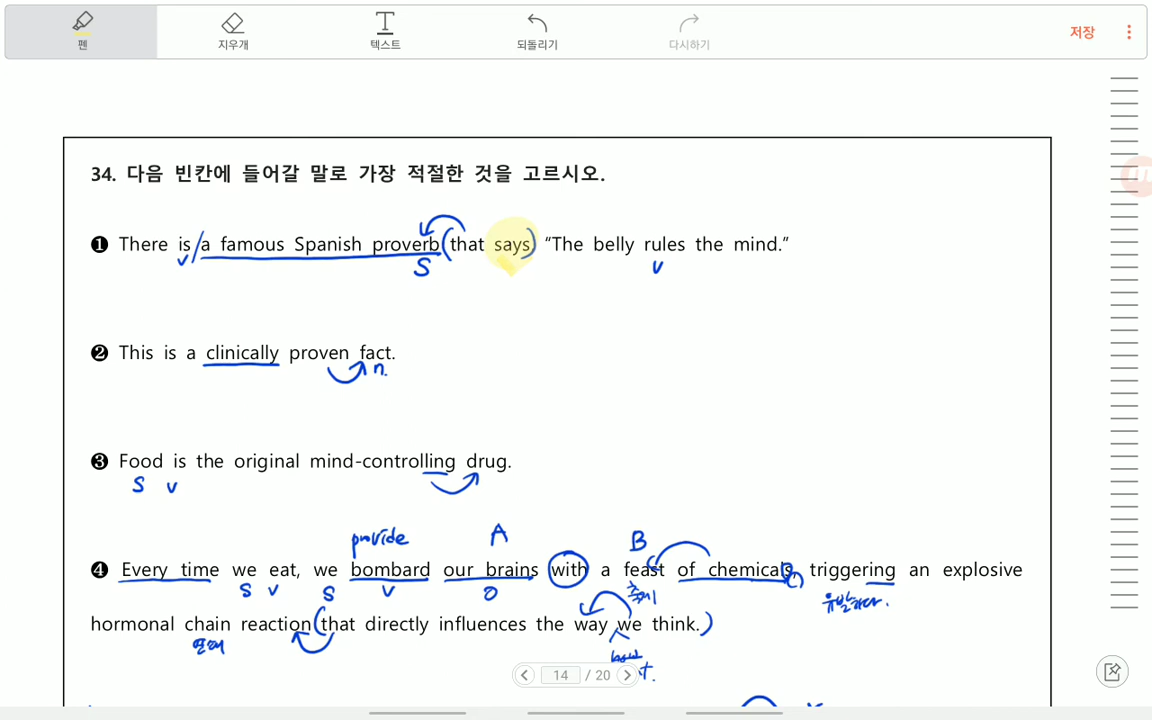 펜 지우개 텍스트 되돌리기 다시하기 저장
34. 다음 빈칸에 들어갈 말로 가장 적절한 것을 고르시오.
❶ There is a famous Spanish proverb that says "The belly rules the mind."
v S v
❷ This is a clinically proven fact.
n.
❸ Food is the original mind-controlling drug.
S v
provide A B
❹ Every time we eat, we bombard our brains with a feast of chemicals, triggering an explosive
S v S v O 축제 유발하다.
hormonal chain reaction that directly influences the way we think.
연쇄 how
14 / 20